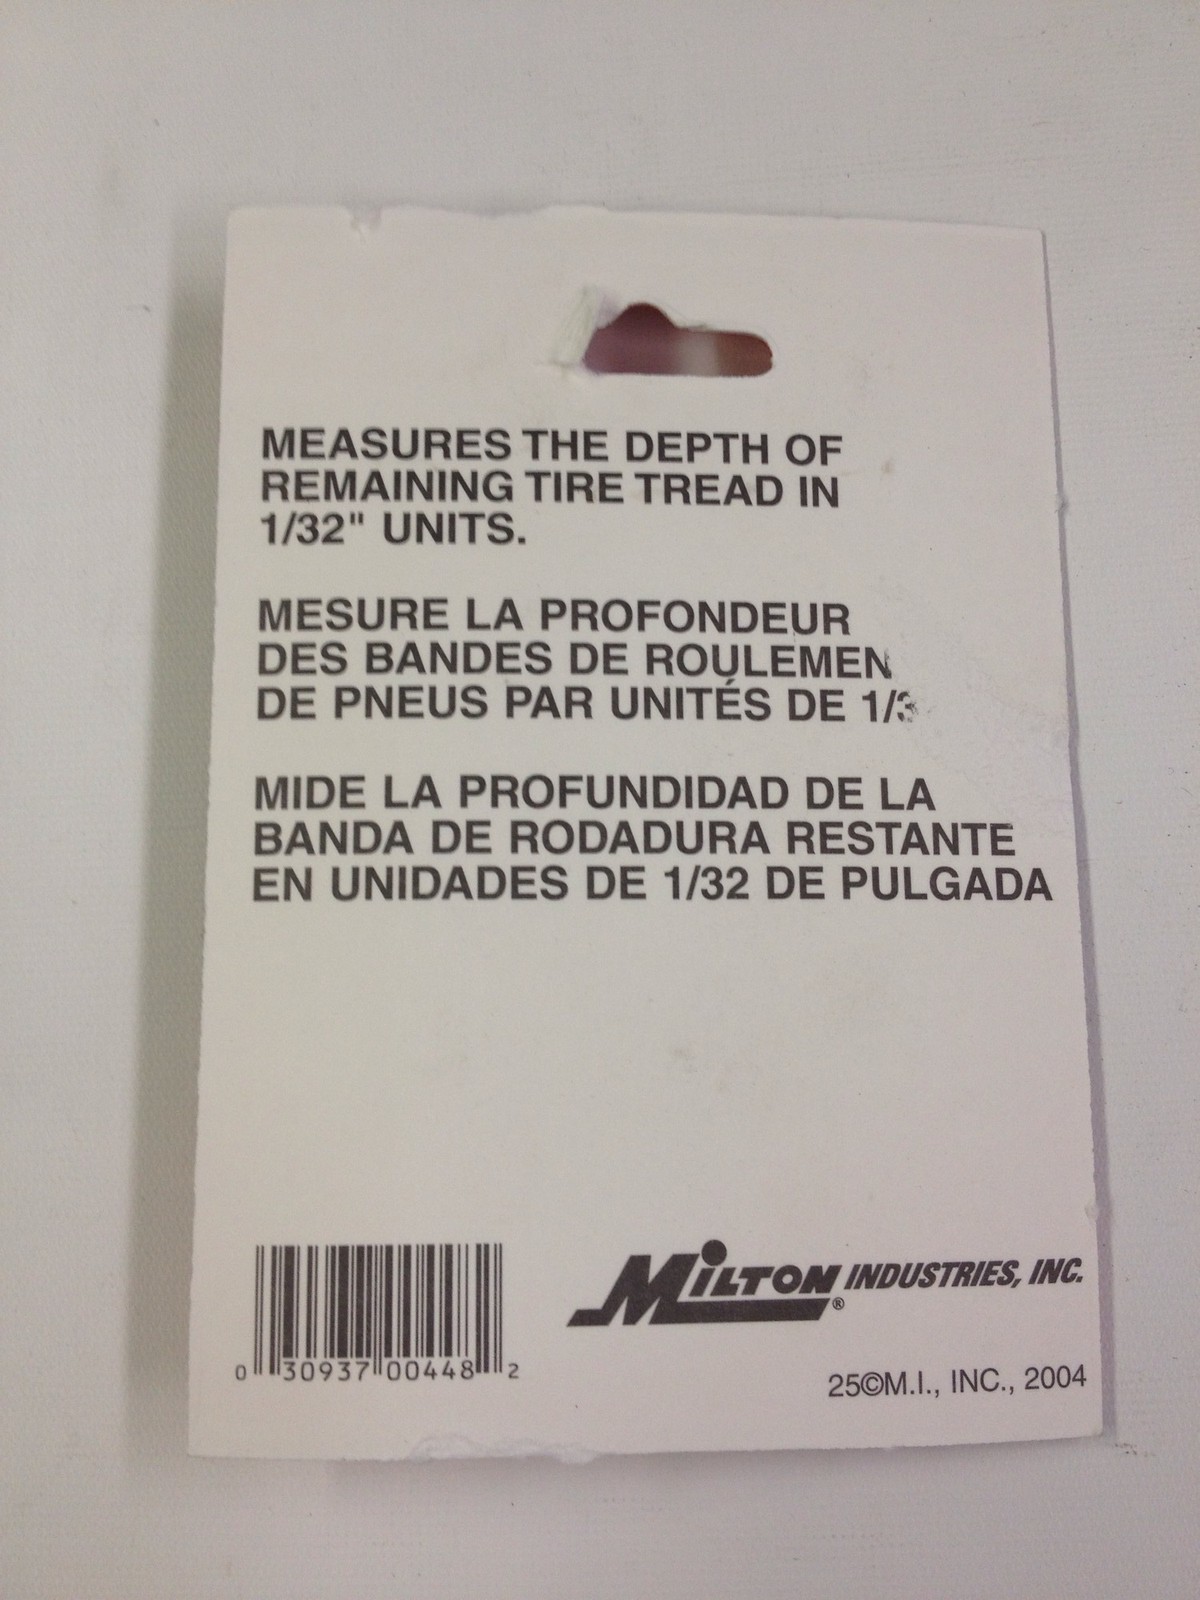 MEASURES THE DEPTH OF
REMAINING TIRE TREAD IN
1/32" UNITS.
MESURE LA PROFONDEUR
DES BANDES DE ROULEMEN
DE PNEUS PAR UNITÉS DE 1/3
MIDE LA PROFUNDIDAD DE LA
BANDA DE RODADURA RESTANTE
EN UNIDADES DE 1/32 DE PULGADA
MILTON INDUSTRIES, INC.
®
0 30937 00448 2
25©M.I., INC., 2004